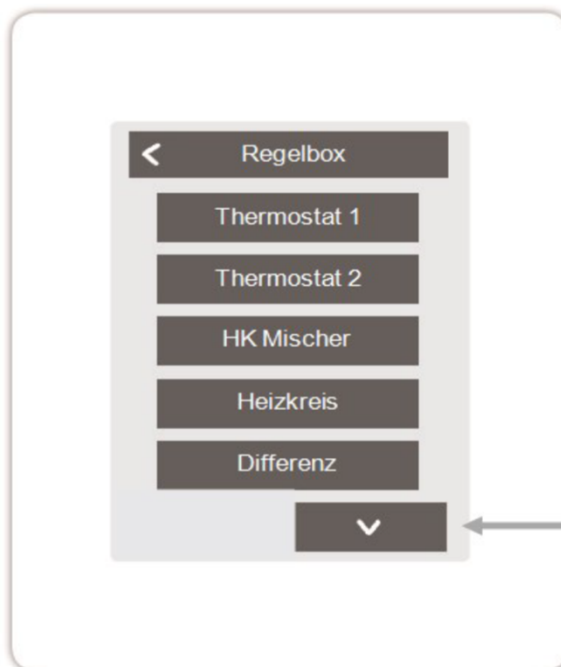 Regelbox
Thermostat 1
Thermostat 2
HK Mischer
Heizkreis
Differenz